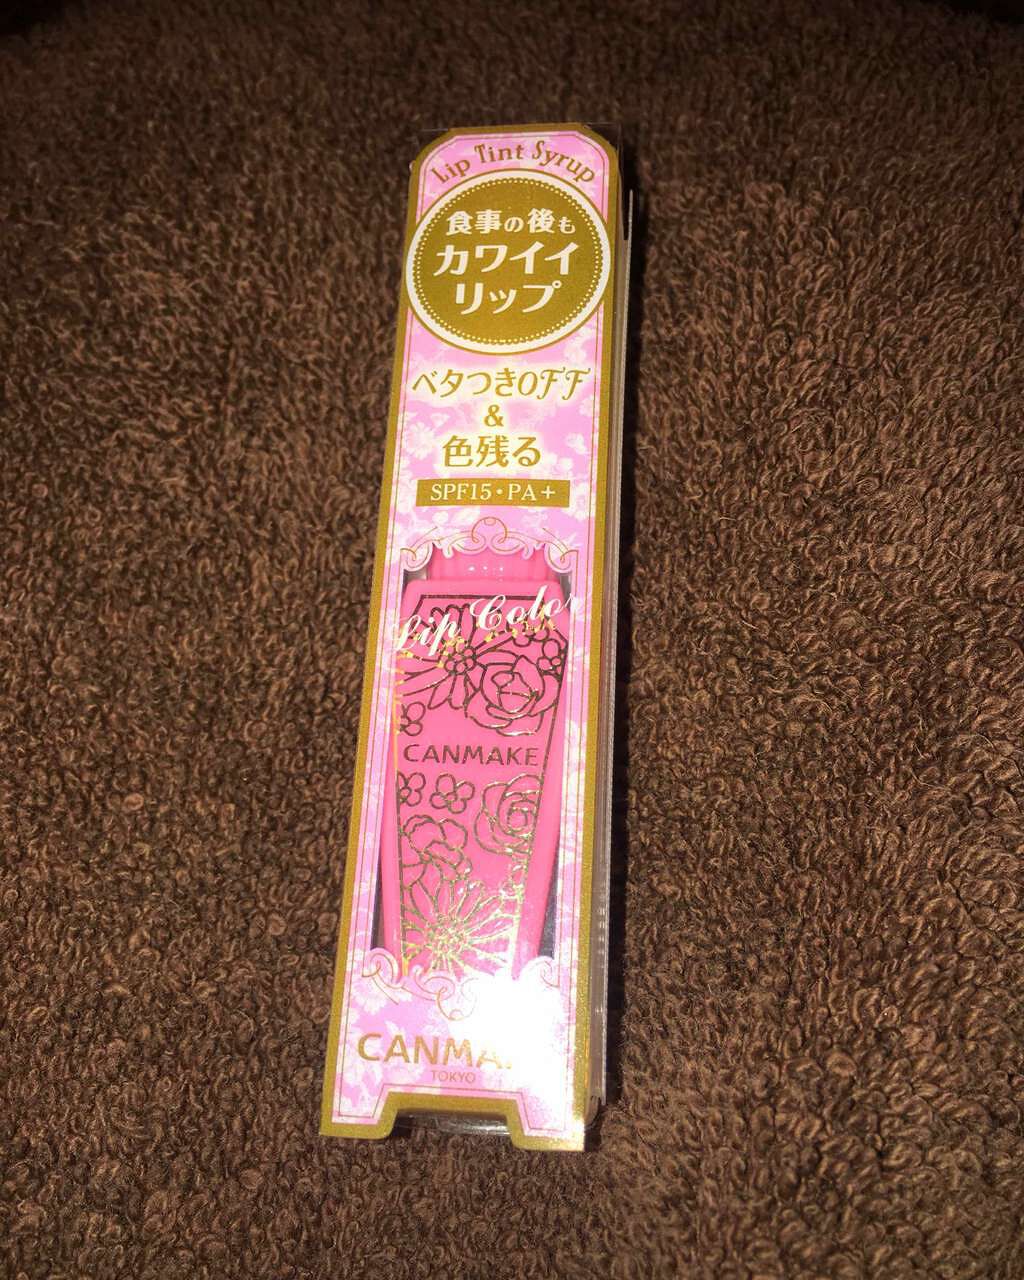 Lip Tint Syrup
食事の後も
カワイイ
リップ
ベタつきOFF
&
色残る
SPF15・PA+
Lip Color
CANMAKE
TOKYO